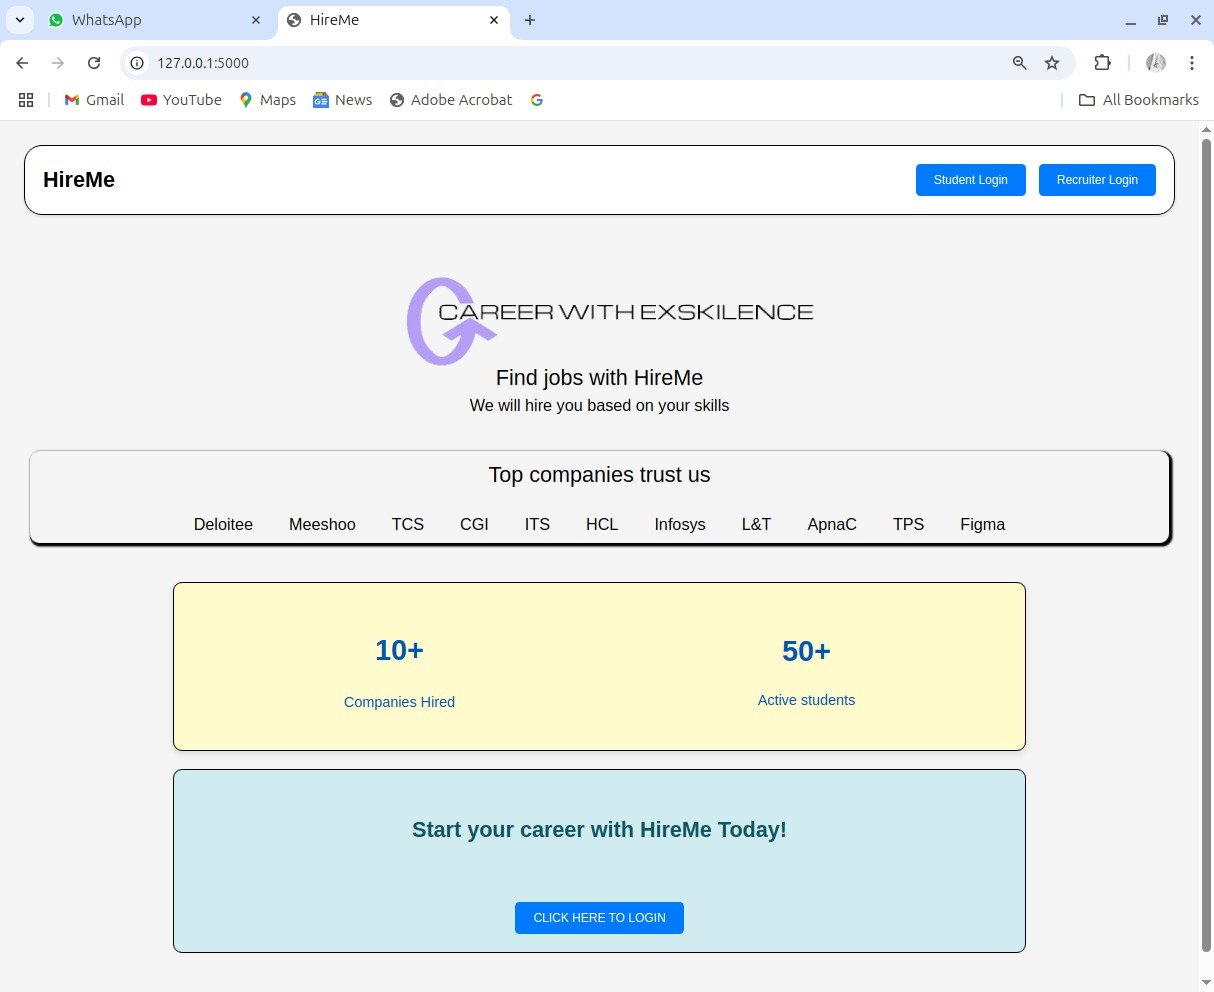 WhatsApp
HireMe
127.0.0.1:5000
Gmail YouTube Maps News Adobe Acrobat All Bookmarks
HireMe Student Login Recruiter Login
CAREER WITH EXSKILENCE
Find jobs with HireMe
We will hire you based on your skills
Top companies trust us
Deloitee Meeshoo TCS CGI ITS HCL Infosys L&T ApnaC TPS Figma
10+ 50+
Companies Hired Active students
Start your career with HireMe Today!
CLICK HERE TO LOGIN